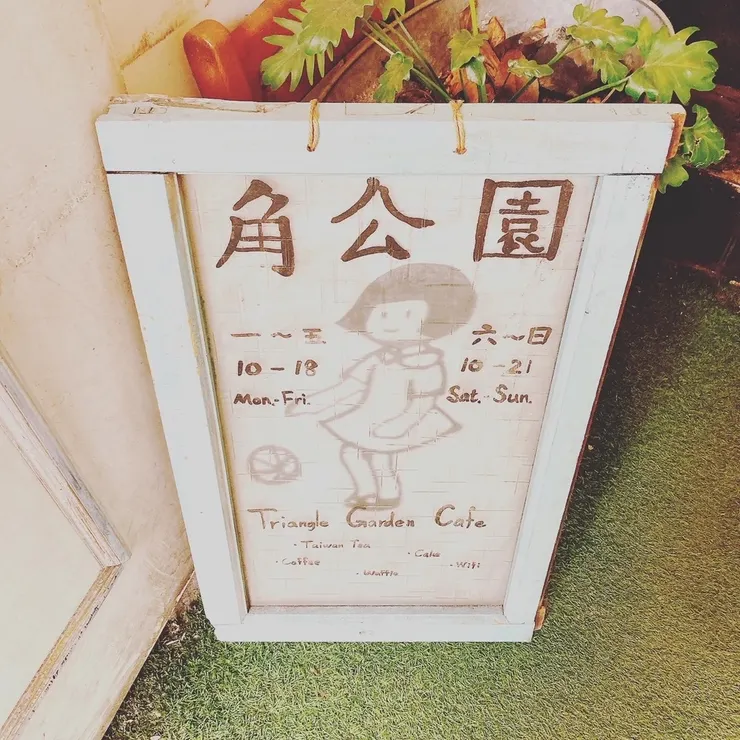 角公園
一～五 六～日
10-18 10-21
Mon.-Fri. Sat.-Sun.
Triangle Garden Cafe
·Taiwan Tea ·Cake
·Coffee ·Waffle ·Wifi